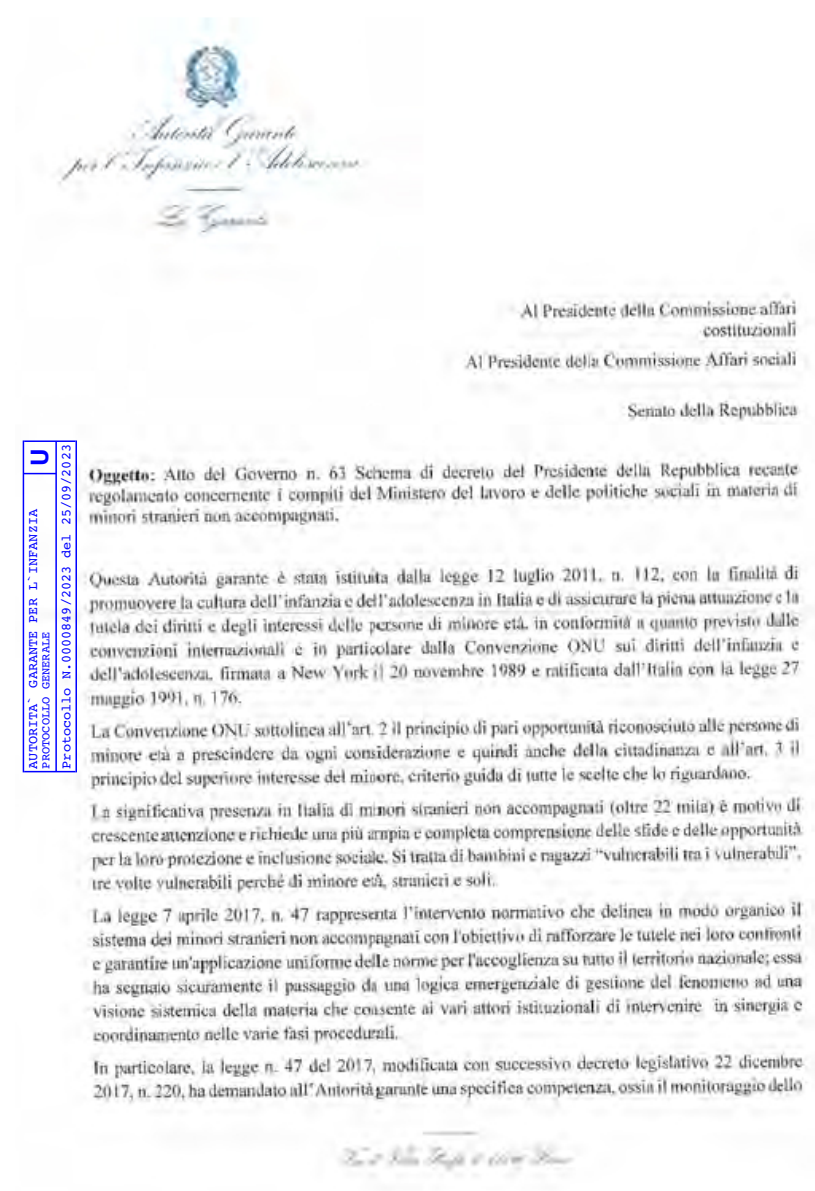 Autorità Garante
per l'Infanzia e l'Adolescenza
La Garante
Al Presidente della Commissione affari
costituzionali
Al Presidente della Commissione Affari sociali
Senato della Repubblica
AUTORITA` GARANTE PER L`INFANZIA
PROTOCOLLO GENERALE
U
Protocollo N.0000849/2023 del 25/09/2023
Oggetto: Atto del Governo n. 63 Schema di decreto del Presidente della Repubblica recante
regolamento concernente i compiti del Ministero del lavoro e delle politiche sociali in materia di
minori stranieri non accompagnati.
Questa Autorità garante è stata istituita dalla legge 12 luglio 2011, n. 112, con la finalità di
promuovere la cultura dell'infanzia e dell'adolescenza in Italia e di assicurare la piena attuazione e la
tutela dei diritti e degli interessi delle persone di minore età, in conformità a quanto previsto dalle
convenzioni internazionali e in particolare dalla Convenzione ONU sui diritti dell'infanzia e
dell'adolescenza, firmata a New York il 20 novembre 1989 e ratificata dall'Italia con la legge 27
maggio 1991, n. 176.
La Convenzione ONU sottolinea all'art. 2 il principio di pari opportunità riconosciuto alle persone di
minore età a prescindere da ogni considerazione e quindi anche della cittadinanza e all'art. 3 il
principio del superiore interesse del minore, criterio guida di tutte le scelte che lo riguardano.
La significativa presenza in Italia di minori stranieri non accompagnati (oltre 22 mila) è motivo di
crescente attenzione e richiede una più ampia e completa comprensione delle sfide e delle opportunità
per la loro protezione e inclusione sociale. Si tratta di bambini e ragazzi “vulnerabili tra i vulnerabili”,
tre volte vulnerabili perché di minore età, stranieri e soli.
La legge 7 aprile 2017, n. 47 rappresenta l'intervento normativo che delinea in modo organico il
sistema dei minori stranieri non accompagnati con l'obiettivo di rafforzare le tutele nei loro confronti
e garantire un'applicazione uniforme delle norme per l'accoglienza su tutto il territorio nazionale; essa
ha segnato sicuramente il passaggio da una logica emergenziale di gestione del fenomeno ad una
visione sistemica della materia che consente ai vari attori istituzionali di intervenire in sinergia e
coordinamento nelle varie fasi procedurali.
In particolare, la legge n. 47 del 2017, modificata con successivo decreto legislativo 22 dicembre
2017, n. 220, ha demandato all'Autorità garante una specifica competenza, ossia il monitoraggio dello